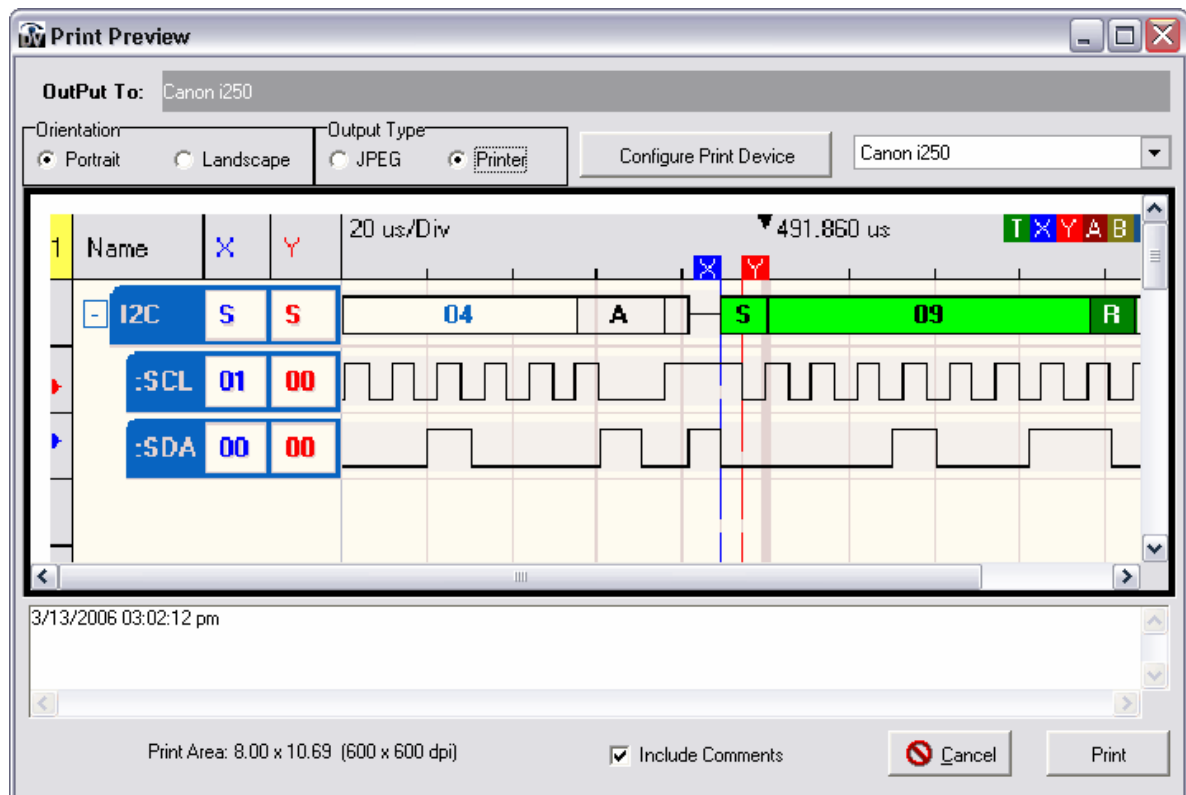 Print Preview
OutPut To: Canon i250
Orientation
Portrait Landscape
Output Type
JPEG Printer
Configure Print Device
Canon i250
1 Name X Y 20 us/Div 491.860 us T X Y A B
X Y
I2C S S 04 A S 09 R
:SCL 01 00
:SDA 00 00
3/13/2006 03:02:12 pm
Print Area: 8.00 x 10.69 (600 x 600 dpi) Include Comments Cancel Print